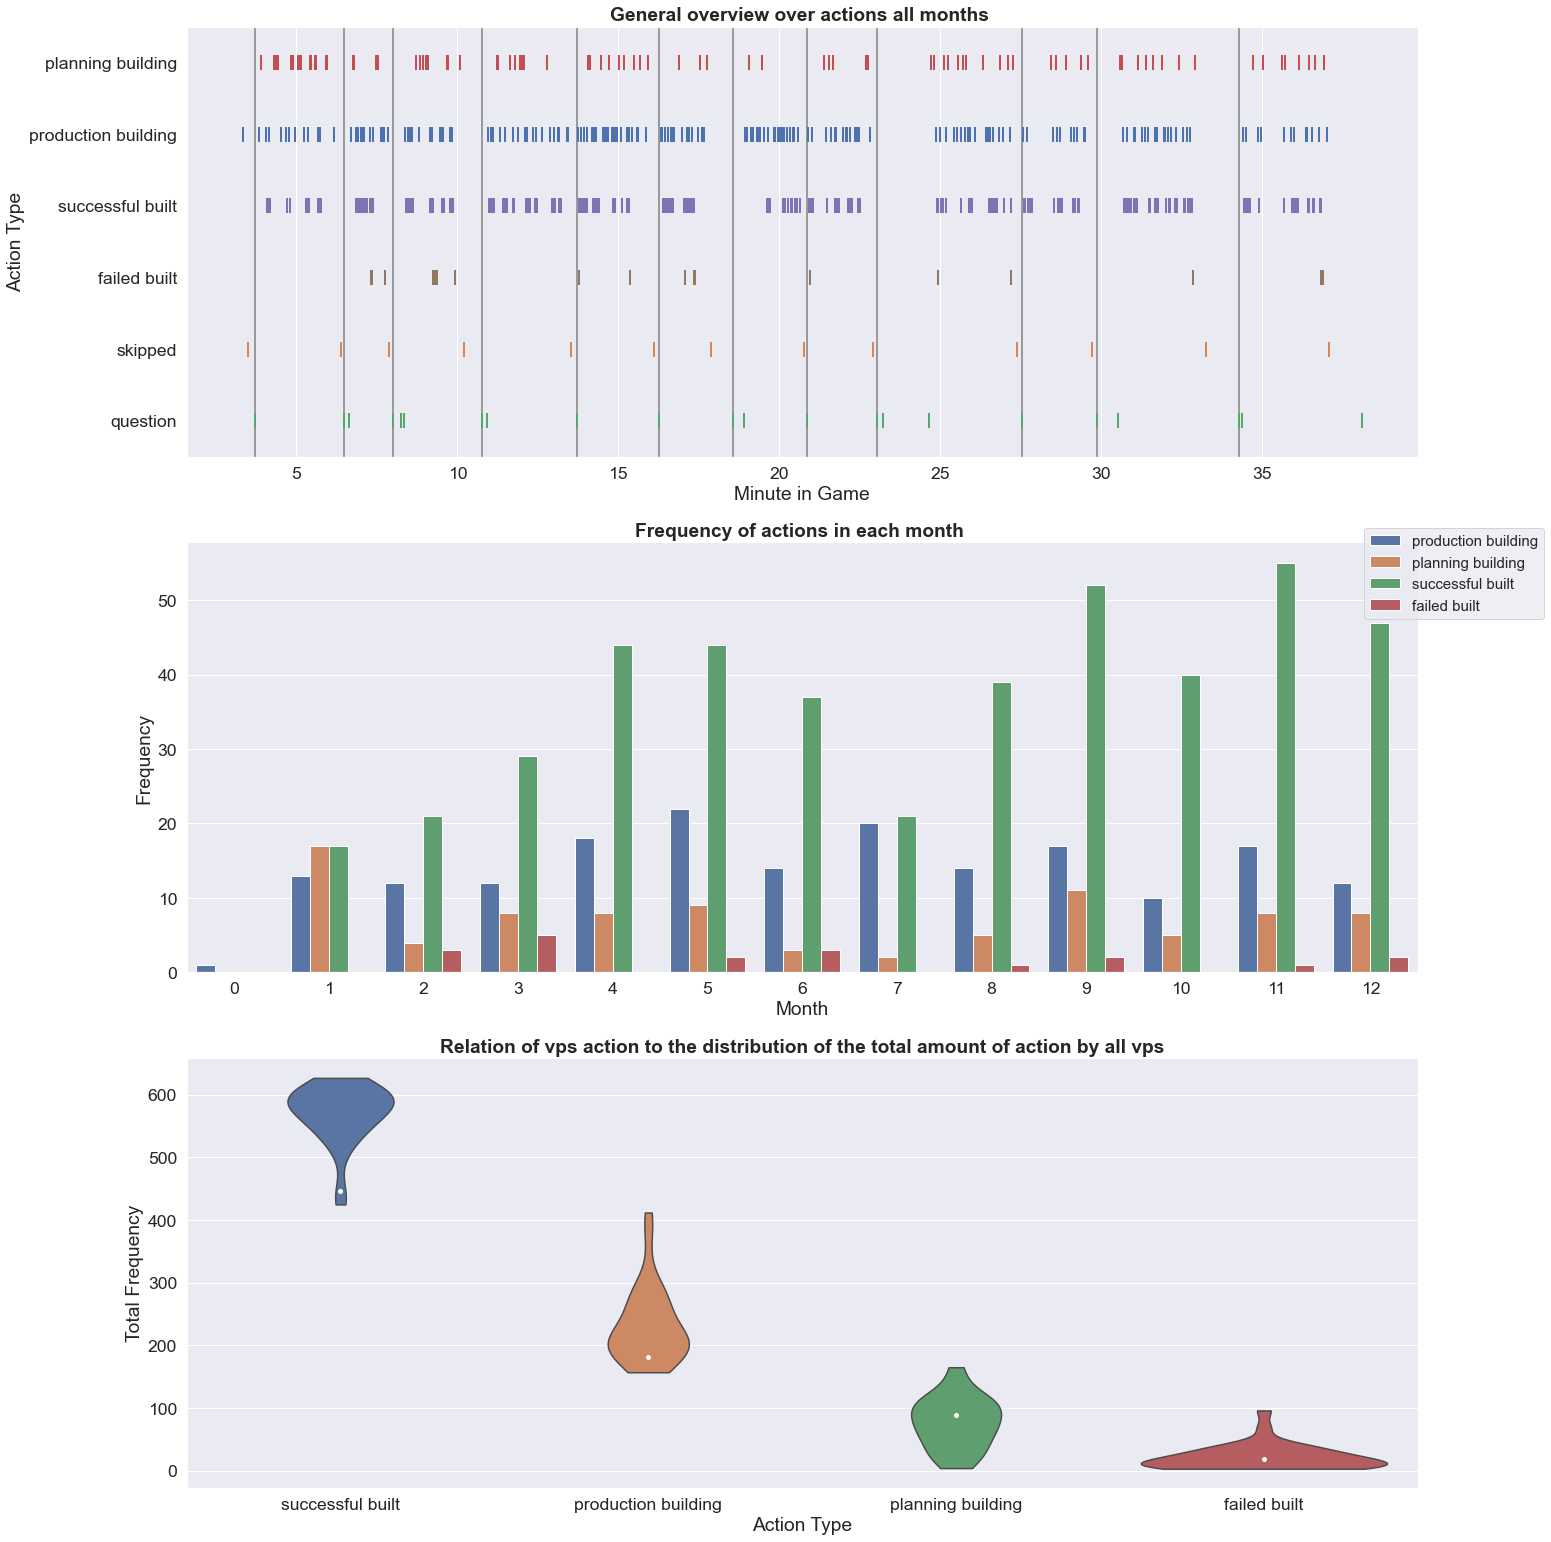 General overview over actions all months
planning building
production building
successful built
failed built
skipped
question
Action Type
5 10 15 20 25 30 35
Minute in Game
Frequency of actions in each month
production building
planning building
successful built
failed built
50
40
30
20
10
0
Frequency
0 1 2 3 4 5 6 7 8 9 10 11 12
Month
Relation of vps action to the distribution of the total amount of action by all vps
600
500
400
300
200
100
0
Total Frequency
successful built production building planning building failed built
Action Type